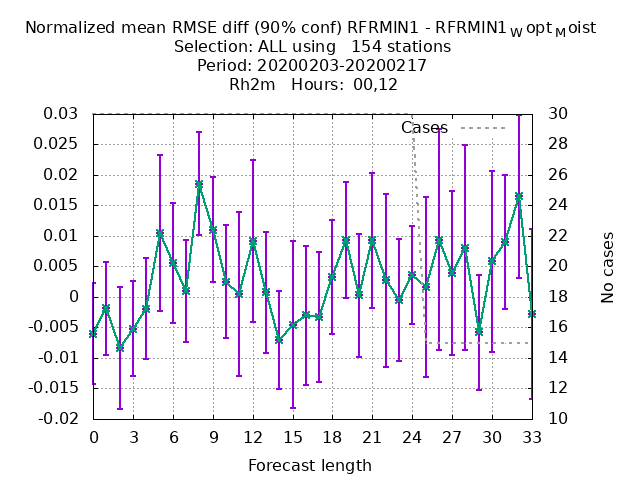 Normalized mean RMSE diff (90% conf) RFRMIN1 - RFRMIN1WoptMoist
Selection: ALL using 154 stations
Period: 20200203-20200217
Rh2m Hours: 00,12
Cases
0.03
0.025
0.02
0.015
0.01
0.005
0
-0.005
-0.01
-0.015
-0.02
30
28
26
24
22
20
18
16
14
12
10
No cases
0 3 6 9 12 15 18 21 24 27 30 33
Forecast length